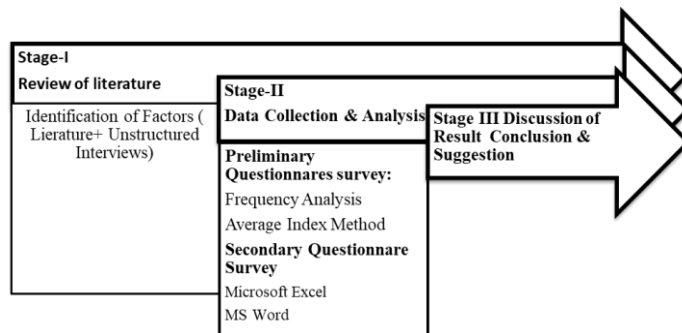 Stage-I
Review of literature
Identification of Factors (
Lierature+ Unstructured
Interviews)
Stage-II
Data Collection & Analysis
Preliminary
Questionnares survey:
Frequency Analysis
Average Index Method
Secondary Questionnare
Survey
Microsoft Excel
MS Word
Stage III Discussion of
Result Conclusion &
Suggestion